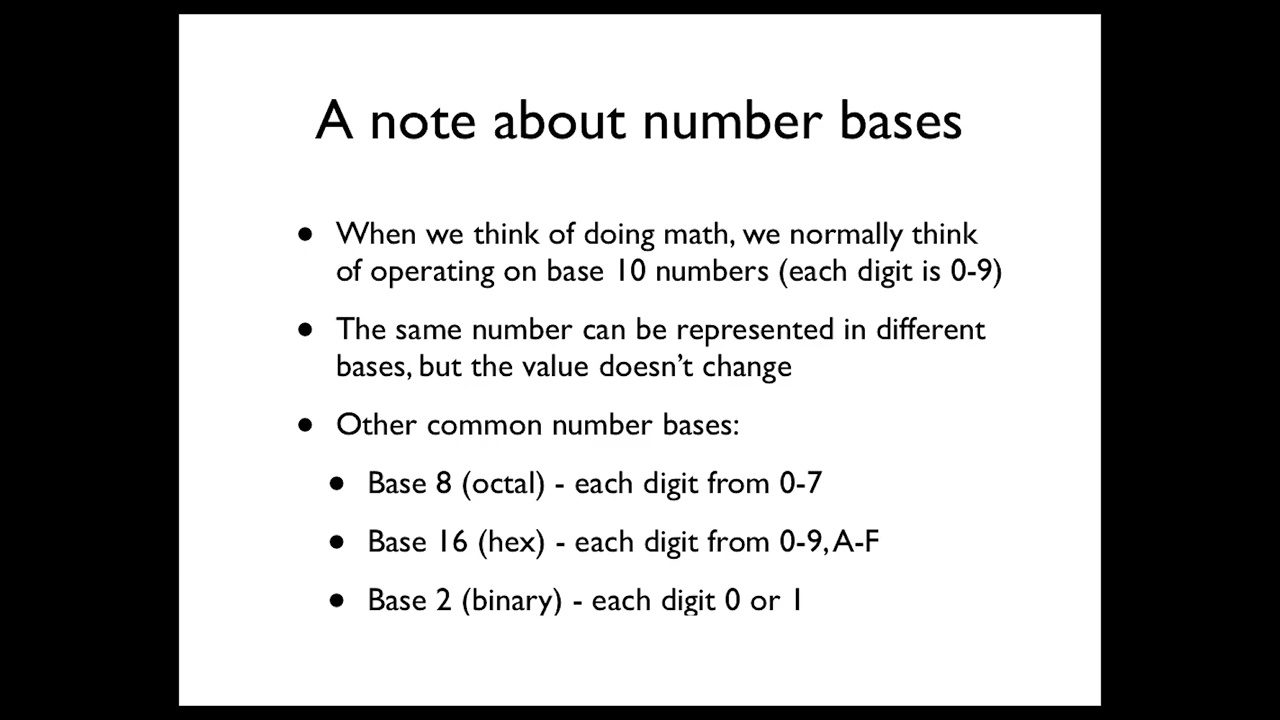 A note about number bases
• When we think of doing math, we normally think
of operating on base 10 numbers (each digit is 0-9)
• The same number can be represented in different
bases, but the value doesn’t change
• Other common number bases:
• Base 8 (octal) - each digit from 0-7
• Base 16 (hex) - each digit from 0-9, A-F
• Base 2 (binary) - each digit 0 or 1